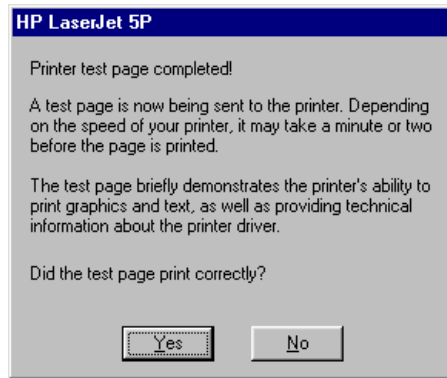 HP LaserJet 5P
Printer test page completed!
A test page is now being sent to the printer. Depending
on the speed of your printer, it may take a minute or two
before the page is printed.
The test page briefly demonstrates the printer's ability to
print graphics and text, as well as providing technical
information about the printer driver.
Did the test page print correctly?
Yes
No